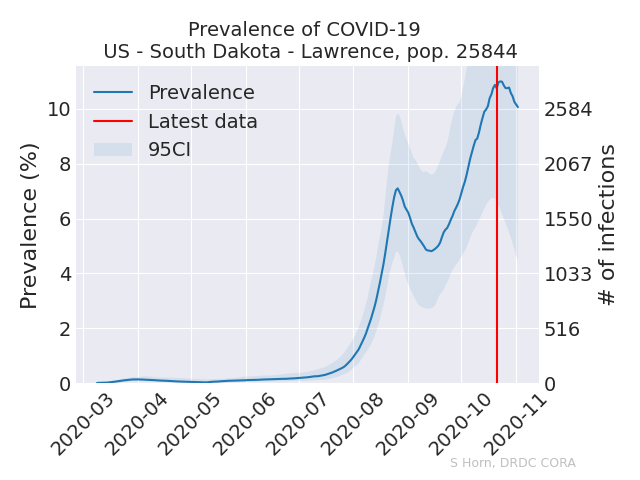 Prevalence of COVID-19
US - South Dakota - Lawrence, pop. 25844
Prevalence
Latest data
95CI
Prevalence (%)
10
8
6
4
2
0
2584
2067
1550
1033
516
0
# of infections
2020-03
2020-04
2020-05
2020-06
2020-07
2020-08
2020-09
2020-10
2020-11
S Horn, DRDC CORA